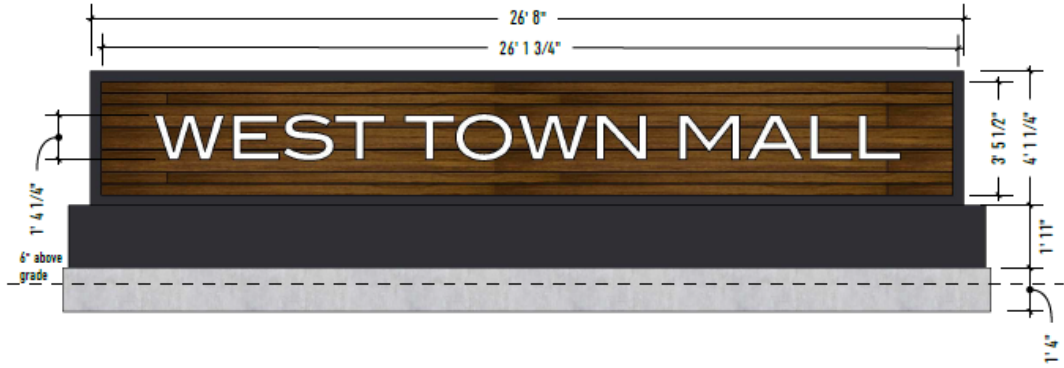 26' 8"
26' 1 3/4"
WEST TOWN MALL
3' 5 1/2"
4' 1 1/4"
1' 4 1/4"
1' 11"
6" above
grade
1' 4"